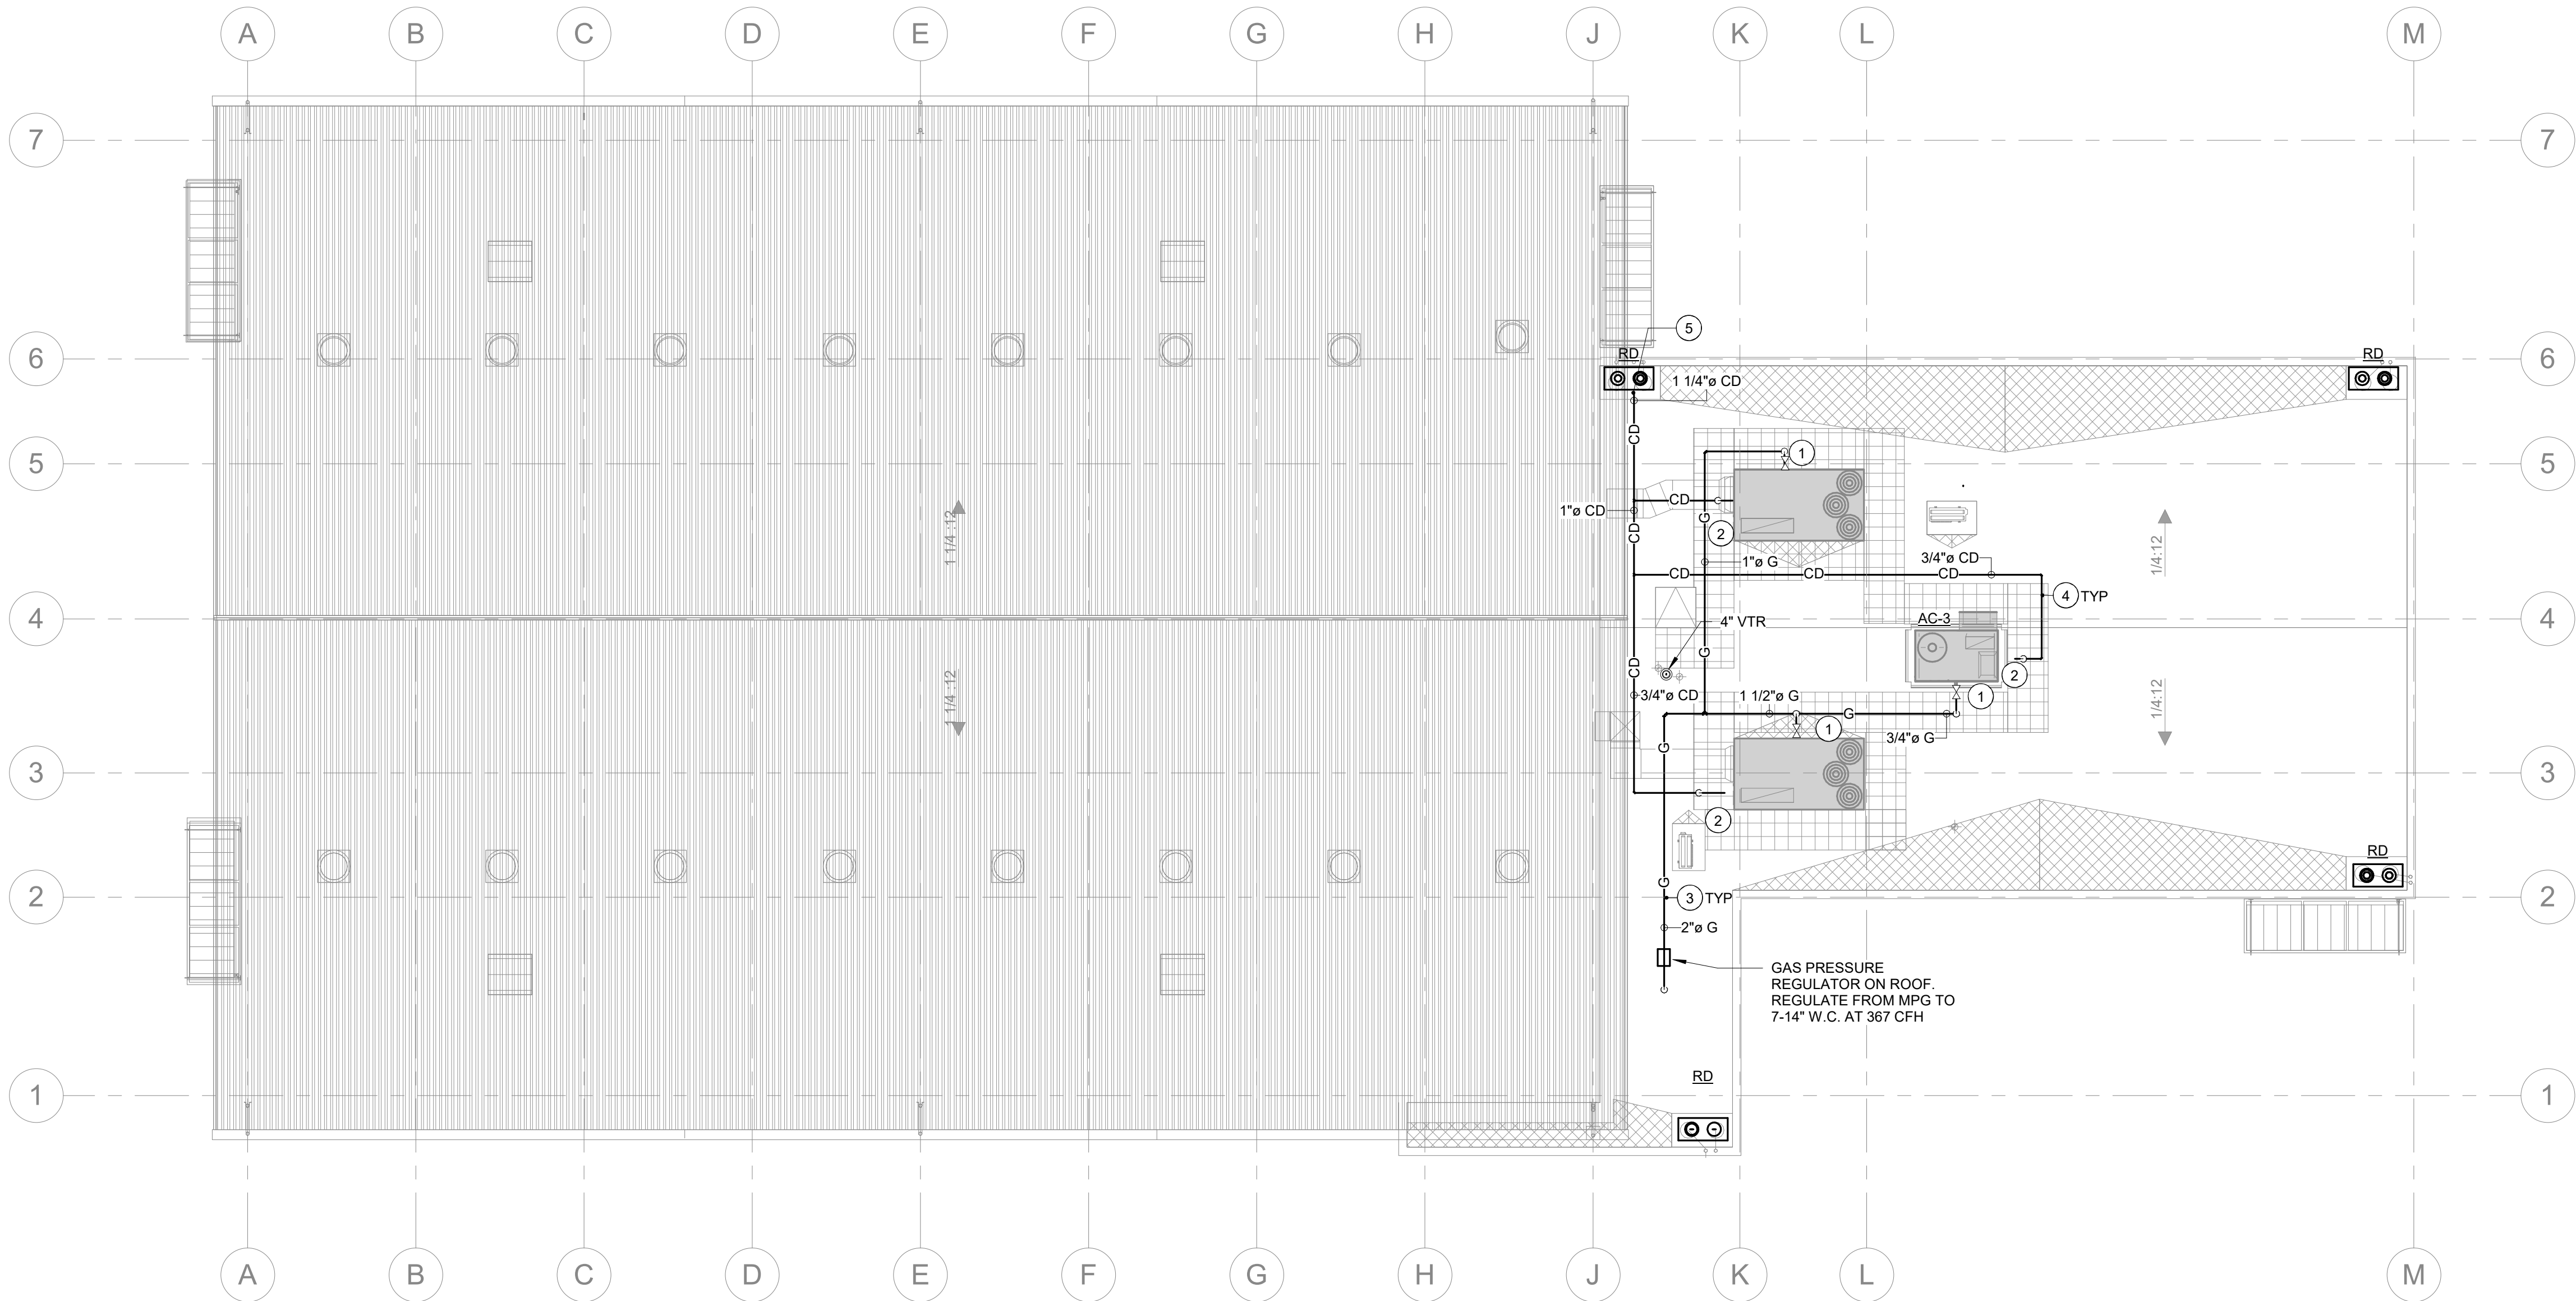 A B C D E F G H J K L M
7 7
5
6 RD RD 6
1 1/4"ø CD
CD
1
5 5
CD
1"ø CD
G
CD
2
1 1/4 :12
1/4:12
3/4"ø CD
1"ø G
CD CD CD
4 TYP
4 AC-3 4
4" VTR
G
CD
2
1 1/4 :12
3/4"ø CD 1 1/2"ø G
1
1/4:12
G
1
3/4"ø G
G
3 3
2
RD
G
2 3 TYP 2
2"ø G
GAS PRESSURE
REGULATOR ON ROOF.
REGULATE FROM MPG TO
7-14" W.C. AT 367 CFH
RD
1 1
A B C D E F G H J K L M